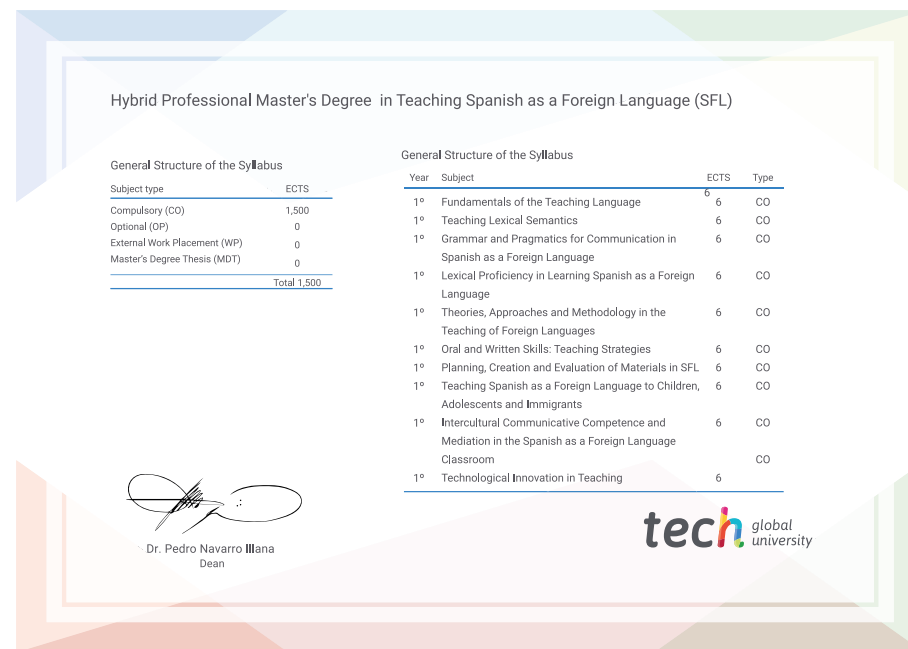 Hybrid Professional Master's Degree in Teaching Spanish as a Foreign Language (SFL)
General Structure of the Syllabus
Subject type ECTS
Compulsory (CO) 1,500
Optional (OP) 0
External Work Placement (WP) 0
Master's Degree Thesis (MDT) 0
Total 1,500
General Structure of the Syllabus
Year Subject ECTS Type
6
1º Fundamentals of the Teaching Language 6 CO
1º Teaching Lexical Semantics 6 CO
1º Grammar and Pragmatics for Communication in 6 CO
Spanish as a Foreign Language
1º Lexical Proficiency in Learning Spanish as a Foreign 6 CO
Language
1º Theories, Approaches and Methodology in the 6 CO
Teaching of Foreign Languages
1º Oral and Written Skills: Teaching Strategies 6 CO
1º Planning, Creation and Evaluation of Materials in SFL 6 CO
1º Teaching Spanish as a Foreign Language to Children, 6 CO
Adolescents and Immigrants
1º Intercultural Communicative Competence and 6 CO
Mediation in the Spanish as a Foreign Language
Classroom CO
1º Technological Innovation in Teaching 6
Dr. Pedro Navarro Illana
Dean
tech global
university